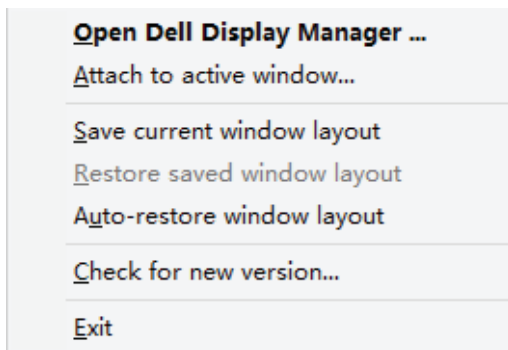 Open Dell Display Manager ...
Attach to active window...
Save current window layout
Restore saved window layout
Auto-restore window layout
Check for new version...
Exit